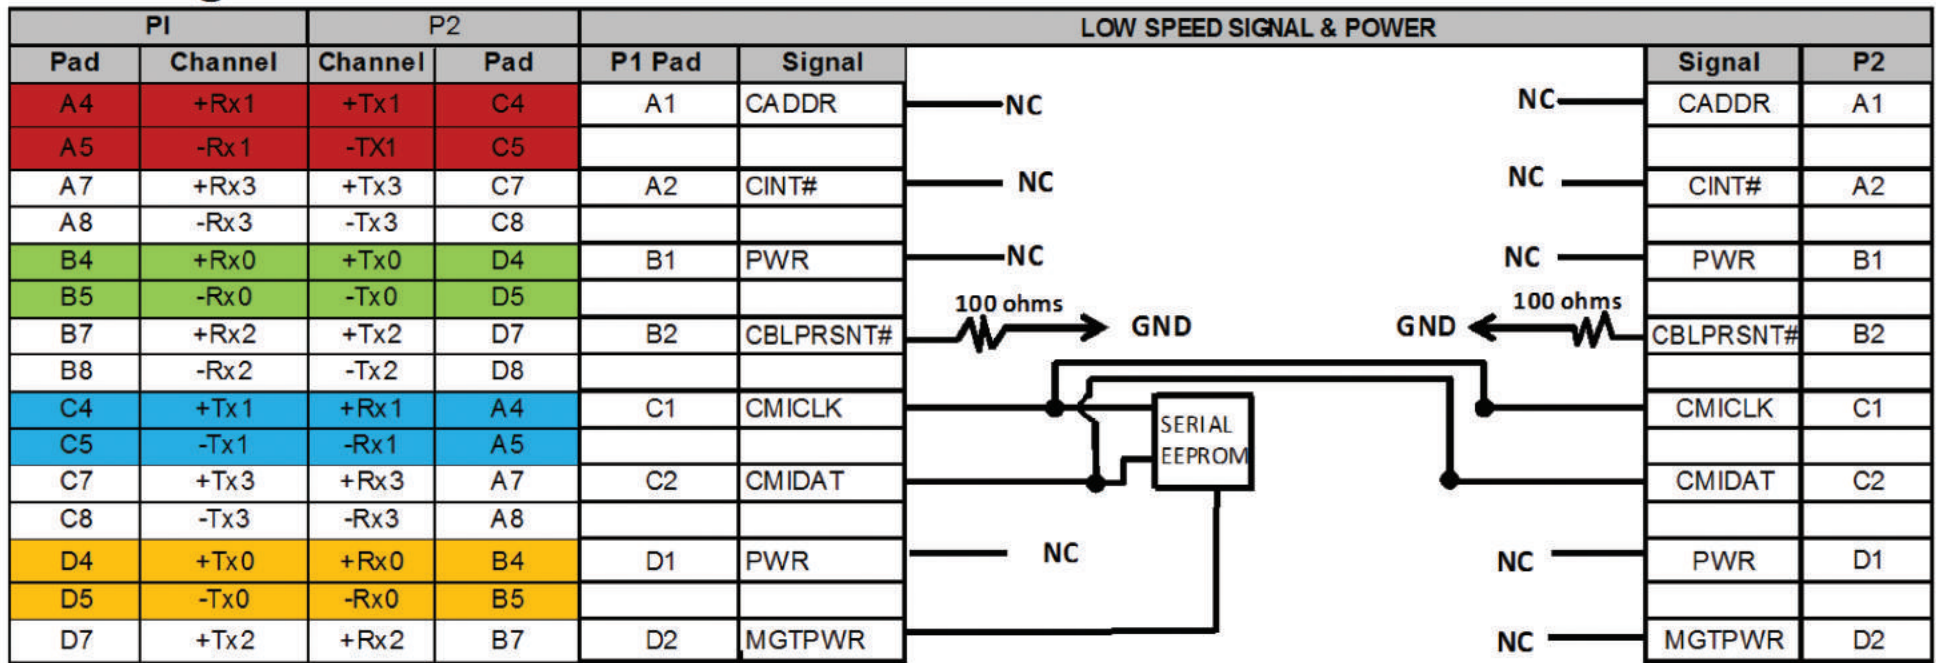 PI P2 LOW SPEED SIGNAL & POWER
Pad Channel Channel Pad P1 Pad Signal Signal P2
A4 +Rx1 +Tx1 C4 A1 CADDR NC NC CADDR A1
A5 -Rx1 -TX1 C5
A7 +Rx3 +Tx3 C7 A2 CINT# NC NC CINT# A2
A8 -Rx3 -Tx3 C8
B4 +Rx0 +Tx0 D4 B1 PWR NC NC PWR B1
B5 -Rx0 -Tx0 D5 100 ohms 100 ohms
B7 +Rx2 +Tx2 D7 B2 CBLPRSNT# GND GND CBLPRSNT# B2
B8 -Rx2 -Tx2 D8
C4 +Tx1 +Rx1 A4 C1 CMICLK SERIAL CMICLK C1
C5 -Tx1 -Rx1 A5 EEPROM
C7 +Tx3 +Rx3 A7 C2 CMIDAT CMIDAT C2
C8 -Tx3 -Rx3 A8
D4 +Tx0 +Rx0 B4 D1 PWR NC NC PWR D1
D5 -Tx0 -Rx0 B5
D7 +Tx2 +Rx2 B7 D2 MGTPWR NC MGTPWR D2